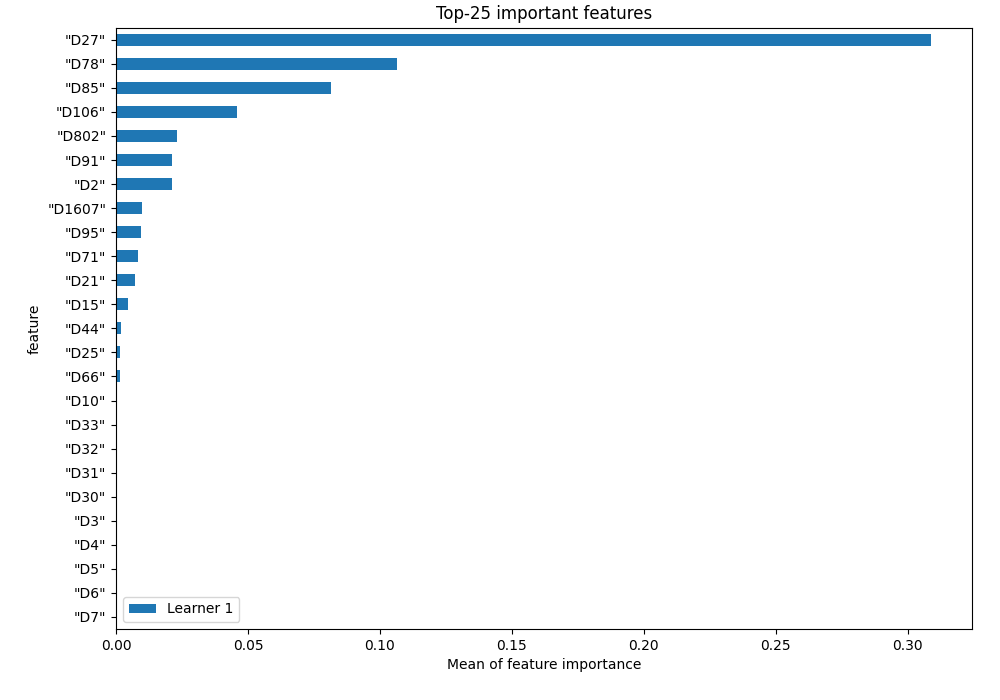 Top-25 important features
"D27"
"D78"
"D85"
"D106"
"D802"
"D91"
"D2"
"D1607"
"D95"
"D71"
"D21"
"D15"
"D44"
"D25"
"D66"
"D10"
"D33"
"D32"
"D31"
"D30"
"D3"
"D4"
"D5"
"D6"
"D7"
feature
Learner 1
0.00 0.05 0.10 0.15 0.20 0.25 0.30
Mean of feature importance